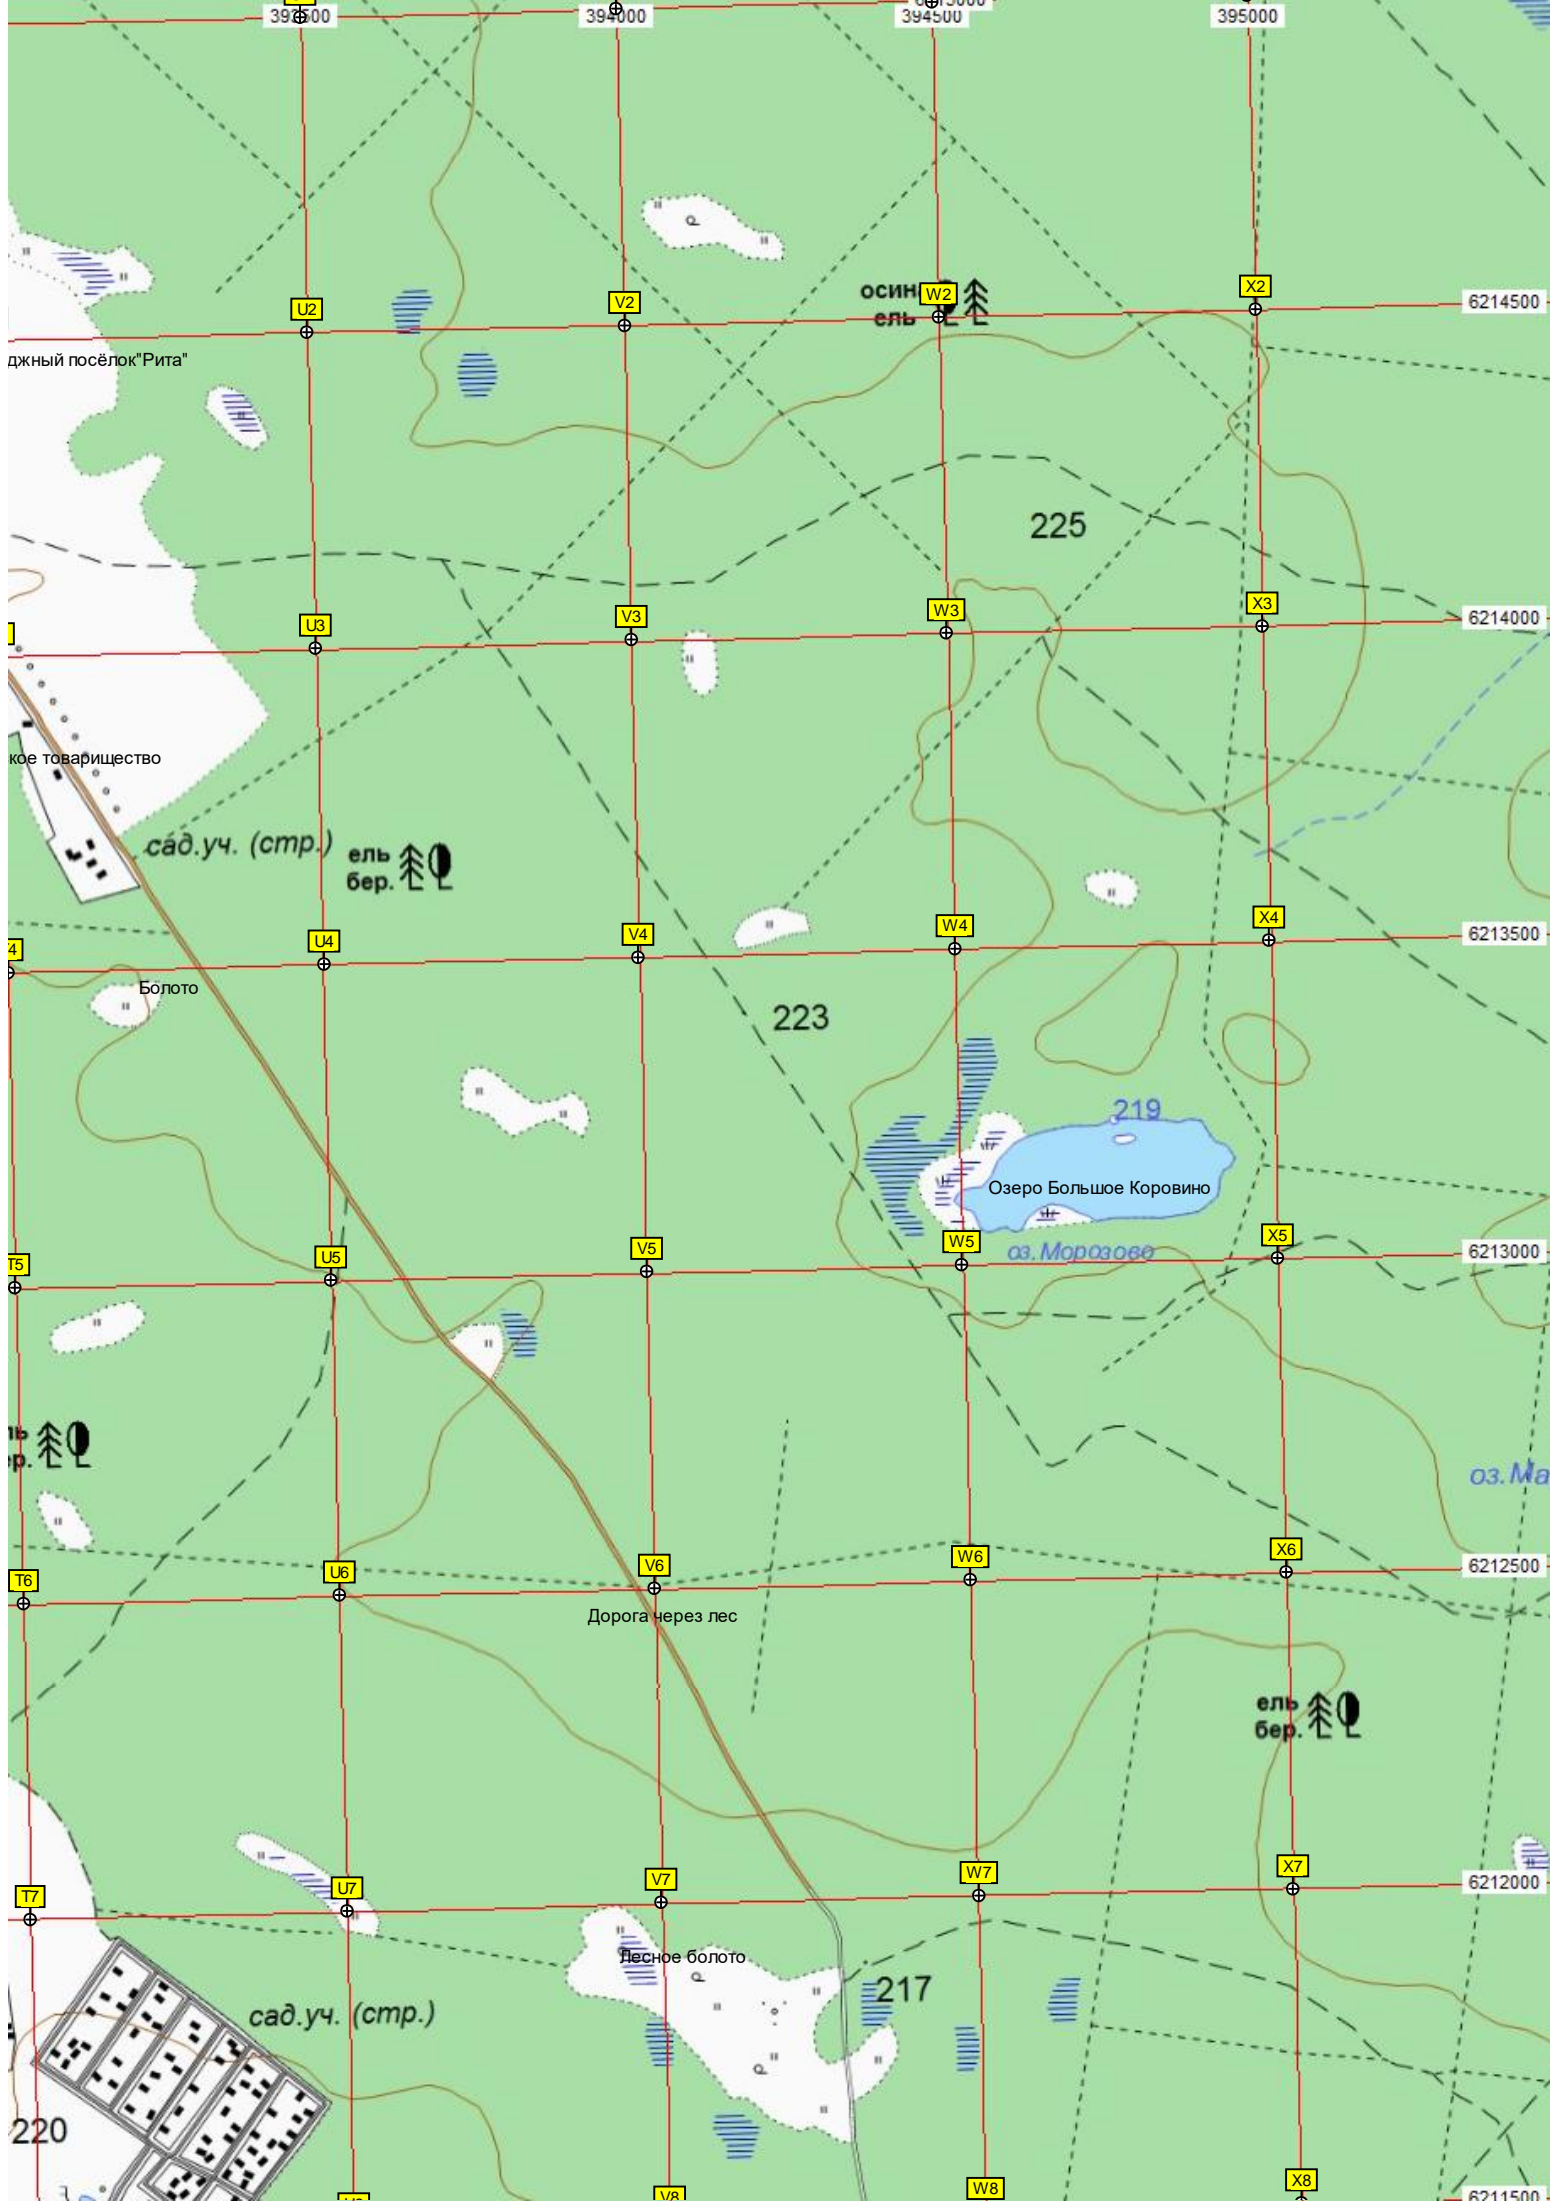 393500
394000
394500
395000
осина
ель
U2
V2
W2
X2
6214500
джный посёлок"Рита"
225
U3
V3
W3
X3
6214000
кое товарищество
сад.уч. (стр.)
ель
бер.
U4
V4
W4
X4
6213500
Болото
223
219
Озеро Большое Коровино
оз.Морозово
T5
U5
V5
W5
X5
6213000
оз.Ма
T6
U6
V6
W6
X6
6212500
Дорога через лес
ель
бер.
T7
U7
V7
W7
X7
6212000
Лесное болото
217
сад.уч. (стр.)
220
V8
W8
X8
6211500